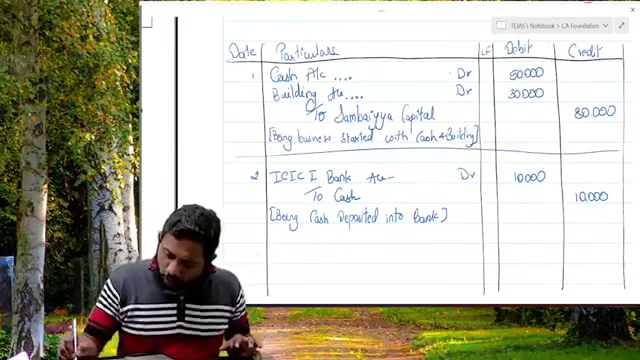 TEJAS's Notebook > CA Foundation
Date Particulars LF Debit Credit
1 Cash A/c .... Dr 50.000
Building A/c .... Dr 30.000
To Sambaiyya Capital 80.000
[Being business started with Cash & Building]
2 ICICI Bank A/c Dr 10.000
To Cash 10.000
[Being Cash Deposited into Bank]